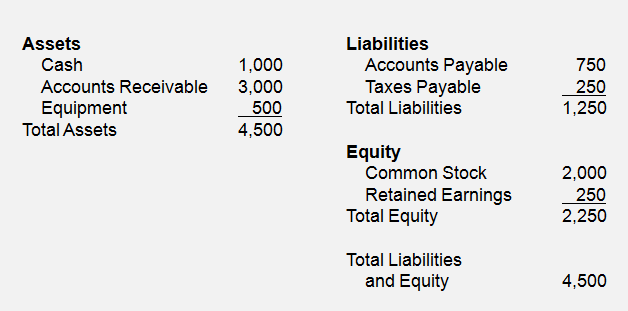 Assets
Cash 1,000
Accounts Receivable 3,000
Equipment 500
Total Assets 4,500
Liabilities
Accounts Payable 750
Taxes Payable 250
Total Liabilities 1,250
Equity
Common Stock 2,000
Retained Earnings 250
Total Equity 2,250
Total Liabilities
and Equity 4,500